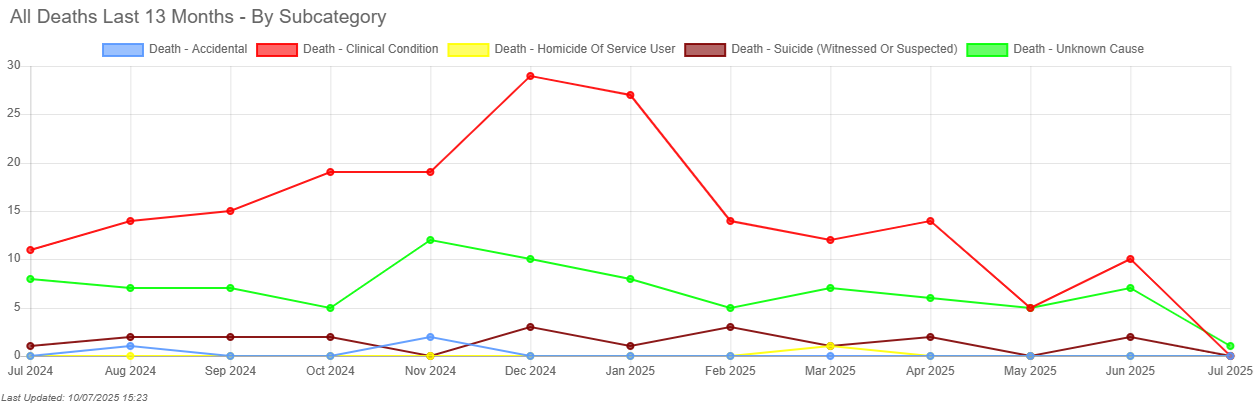 All Deaths Last 13 Months - By Subcategory
Death - Accidental Death - Clinical Condition Death - Homicide Of Service User Death - Suicide (Witnessed Or Suspected) Death - Unknown Cause
30
25
20
15
10
5
0
Jul 2024 Aug 2024 Sep 2024 Oct 2024 Nov 2024 Dec 2024 Jan 2025 Feb 2025 Mar 2025 Apr 2025 May 2025 Jun 2025 Jul 2025
Last Updated: 10/07/2025 15:23